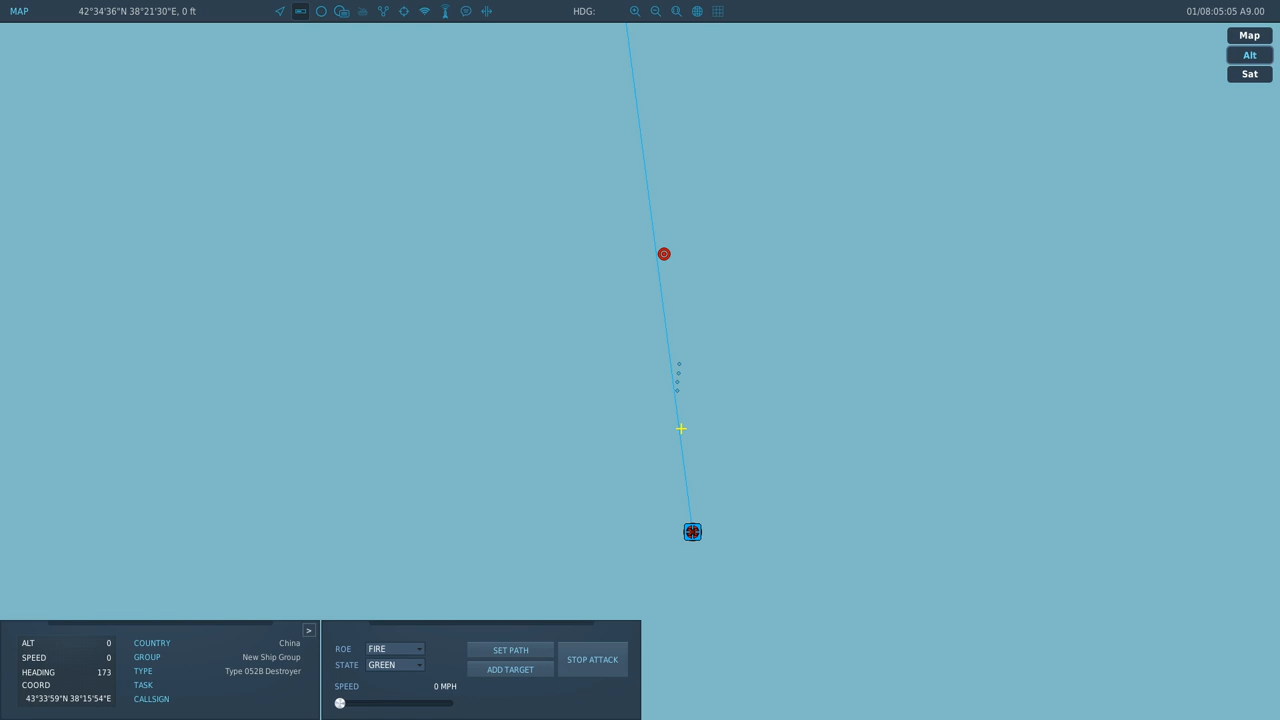 MAP 42°34'36"N 38°21'30"E, 0 ft HDG: 01/08:05:05 A9.00
Map
Alt
Sat
>
ALT 0
SPEED 0
HEADING 173
COORD
43°33'59"N 38°15'54"E
COUNTRY China
GROUP New Ship Group
TYPE Type 052B Destroyer
TASK
CALLSIGN
ROE FIRE
STATE GREEN
SPEED 0 MPH
SET PATH
ADD TARGET
STOP ATTACK